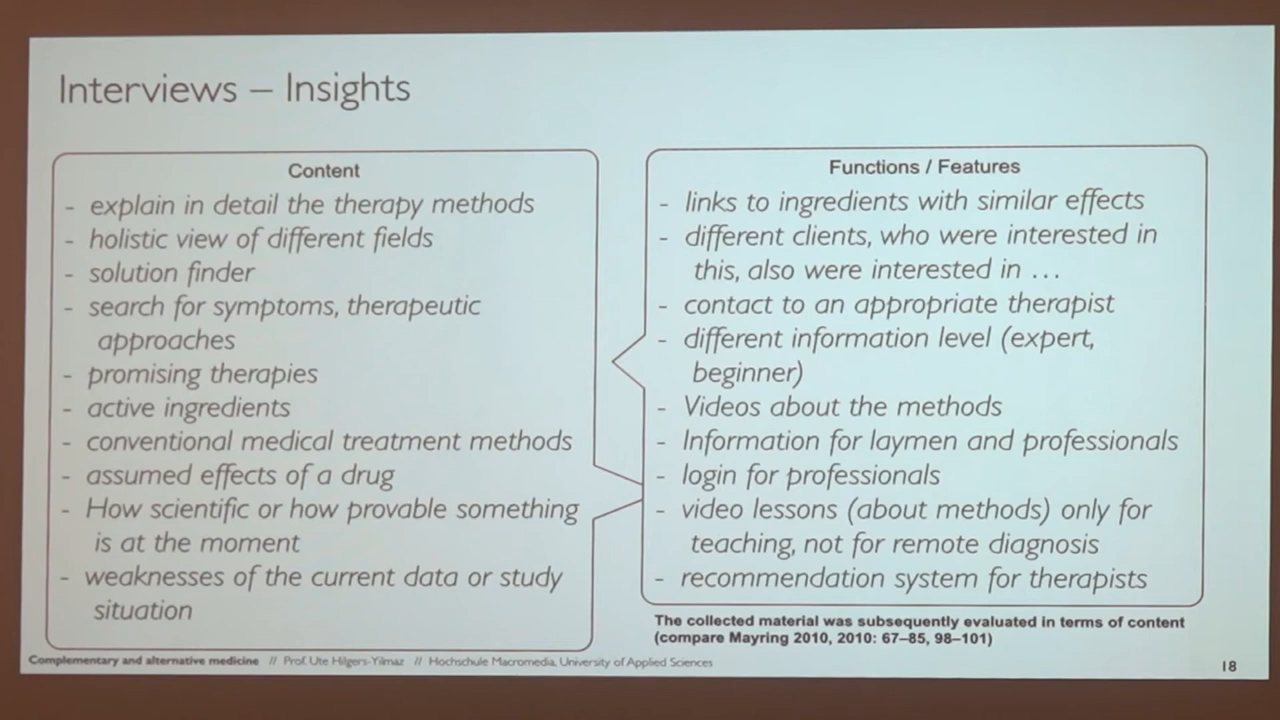 Interviews – Insights
Content
- explain in detail the therapy methods
- holistic view of different fields
- solution finder
- search for symptoms, therapeutic
approaches
- promising therapies
- active ingredients
- conventional medical treatment methods
- assumed effects of a drug
- How scientific or how provable something
is at the moment
- weaknesses of the current data or study
situation
Functions / Features
- links to ingredients with similar effects
- different clients, who were interested in
this, also were interested in ...
- contact to an appropriate therapist
- different information level (expert,
beginner)
- Videos about the methods
- Information for laymen and professionals
- login for professionals
- video lessons (about methods) only for
teaching, not for remote diagnosis
- recommendation system for therapists
The collected material was subsequently evaluated in terms of content
(compare Mayring 2010, 2010: 67–85, 98–101)
Complementary and alternative medicine // Prof. Ute Hilgers-Yilmaz // Hochschule Macromedia, University of Applied Sciences
18